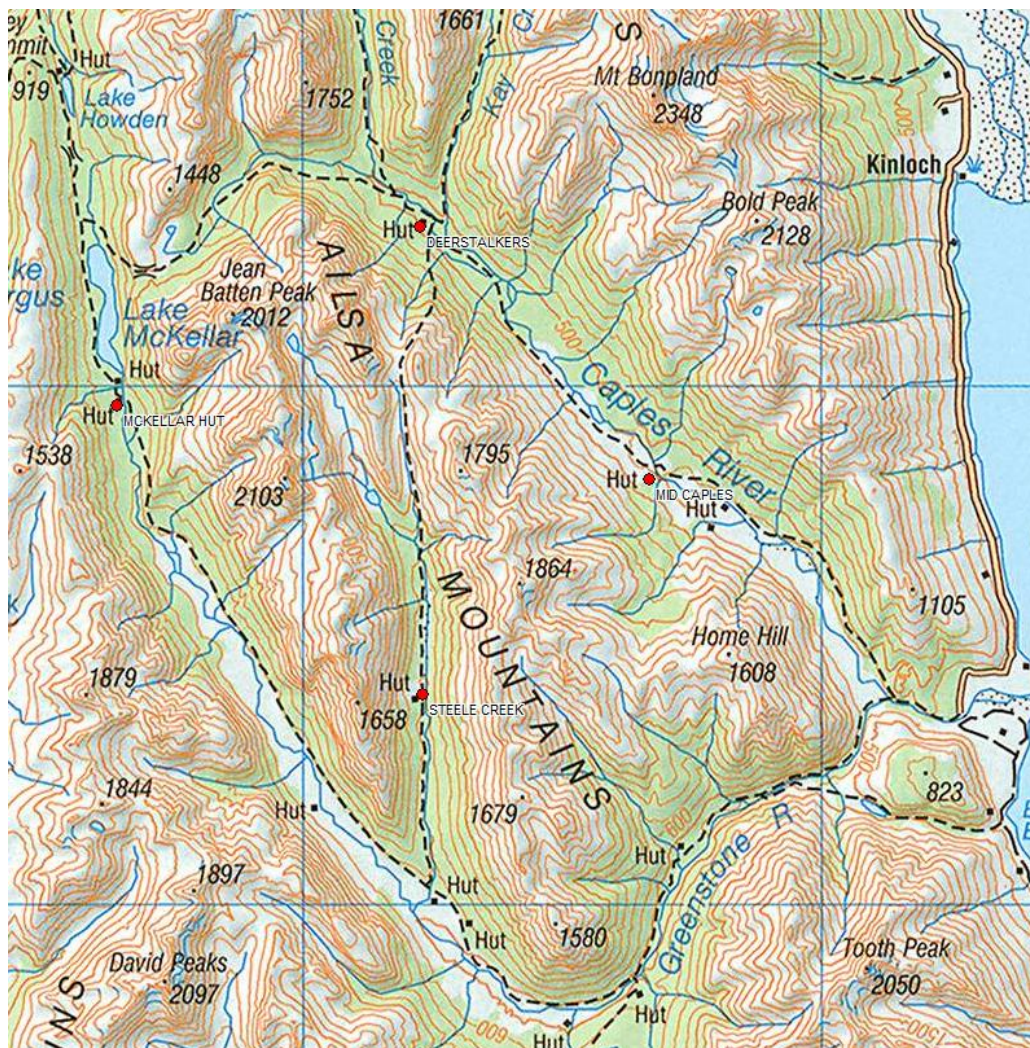 1661
Creek
Kay
S
Hut
919
Lake
Howden
1752
Mt Bonpland
2348
500
Kinloch
1448
Hut
DEERSTALKERS
Bold Peak
2128
AILSA
Jean
Batten Peak
2012
Lake
McKellar
500
Caples
River
Hut
Hut
MCKELLAR HUT
1538
2103
1795
Hut
MID CAPLES
Hut
1864
MOUNTAINS
1105
Home Hill
1608
1879
Hut
1658
STEELE CREEK
1844
Hut
1679
823
Hut
Greenstone R
1897
Hut
Hut
1580
David Peaks
2097
Tooth Peak
2050
600
Hut
Hut
1500